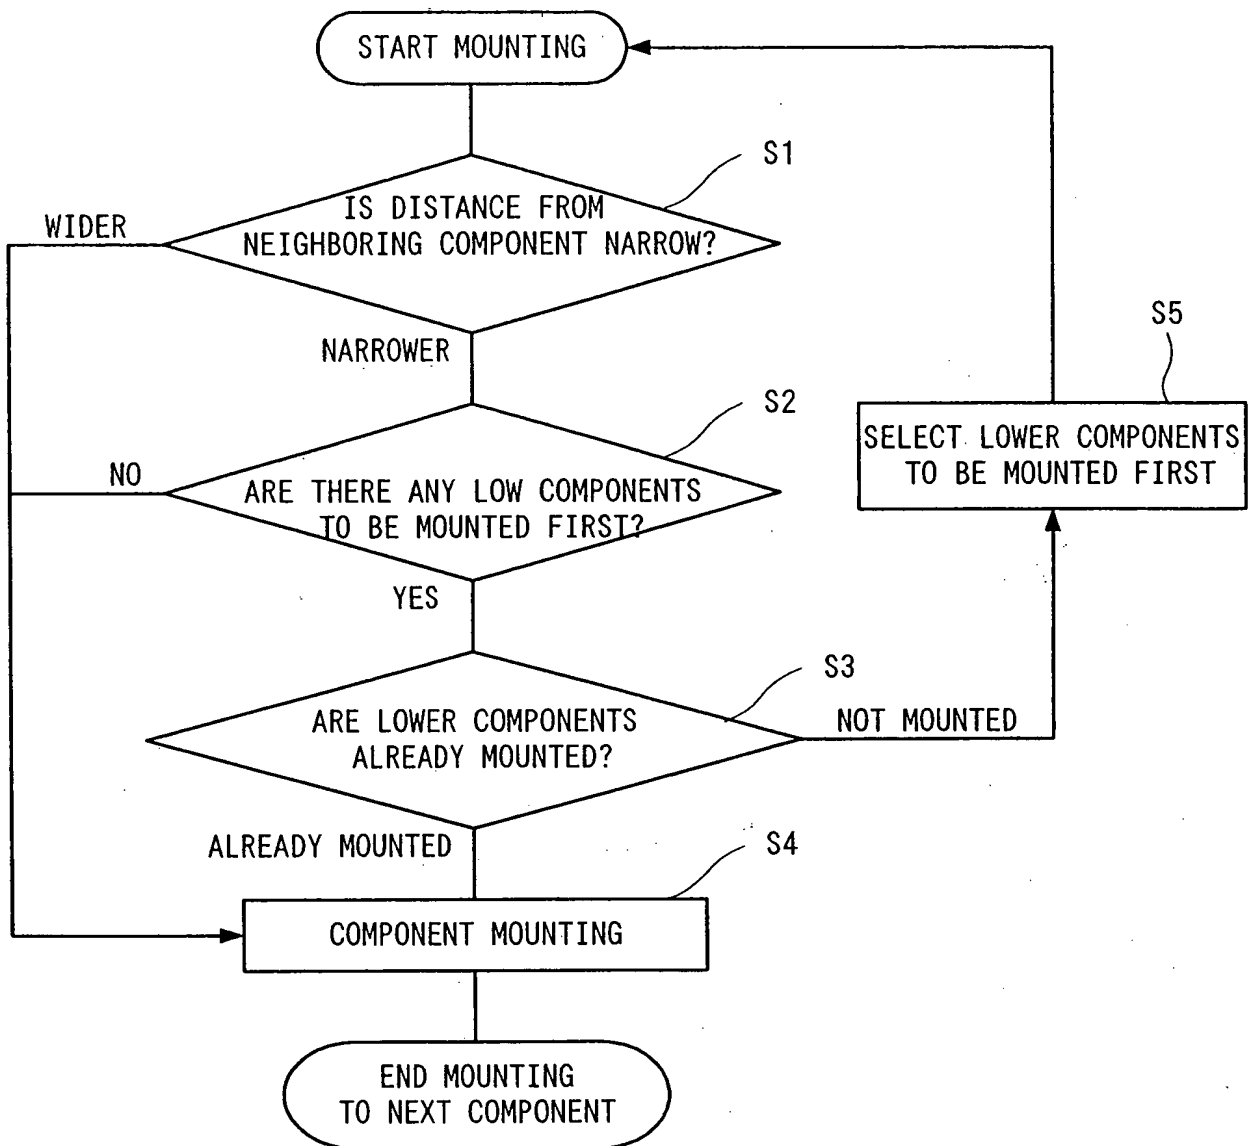 START MOUNTING
S1
IS DISTANCE FROM
NEIGHBORING COMPONENT NARROW?
WIDER
NARROWER
S2
ARE THERE ANY LOW COMPONENTS
TO BE MOUNTED FIRST?
NO
YES
S5
SELECT LOWER COMPONENTS
TO BE MOUNTED FIRST
S3
ARE LOWER COMPONENTS
ALREADY MOUNTED?
NOT MOUNTED
ALREADY MOUNTED
S4
COMPONENT MOUNTING
END MOUNTING
TO NEXT COMPONENT